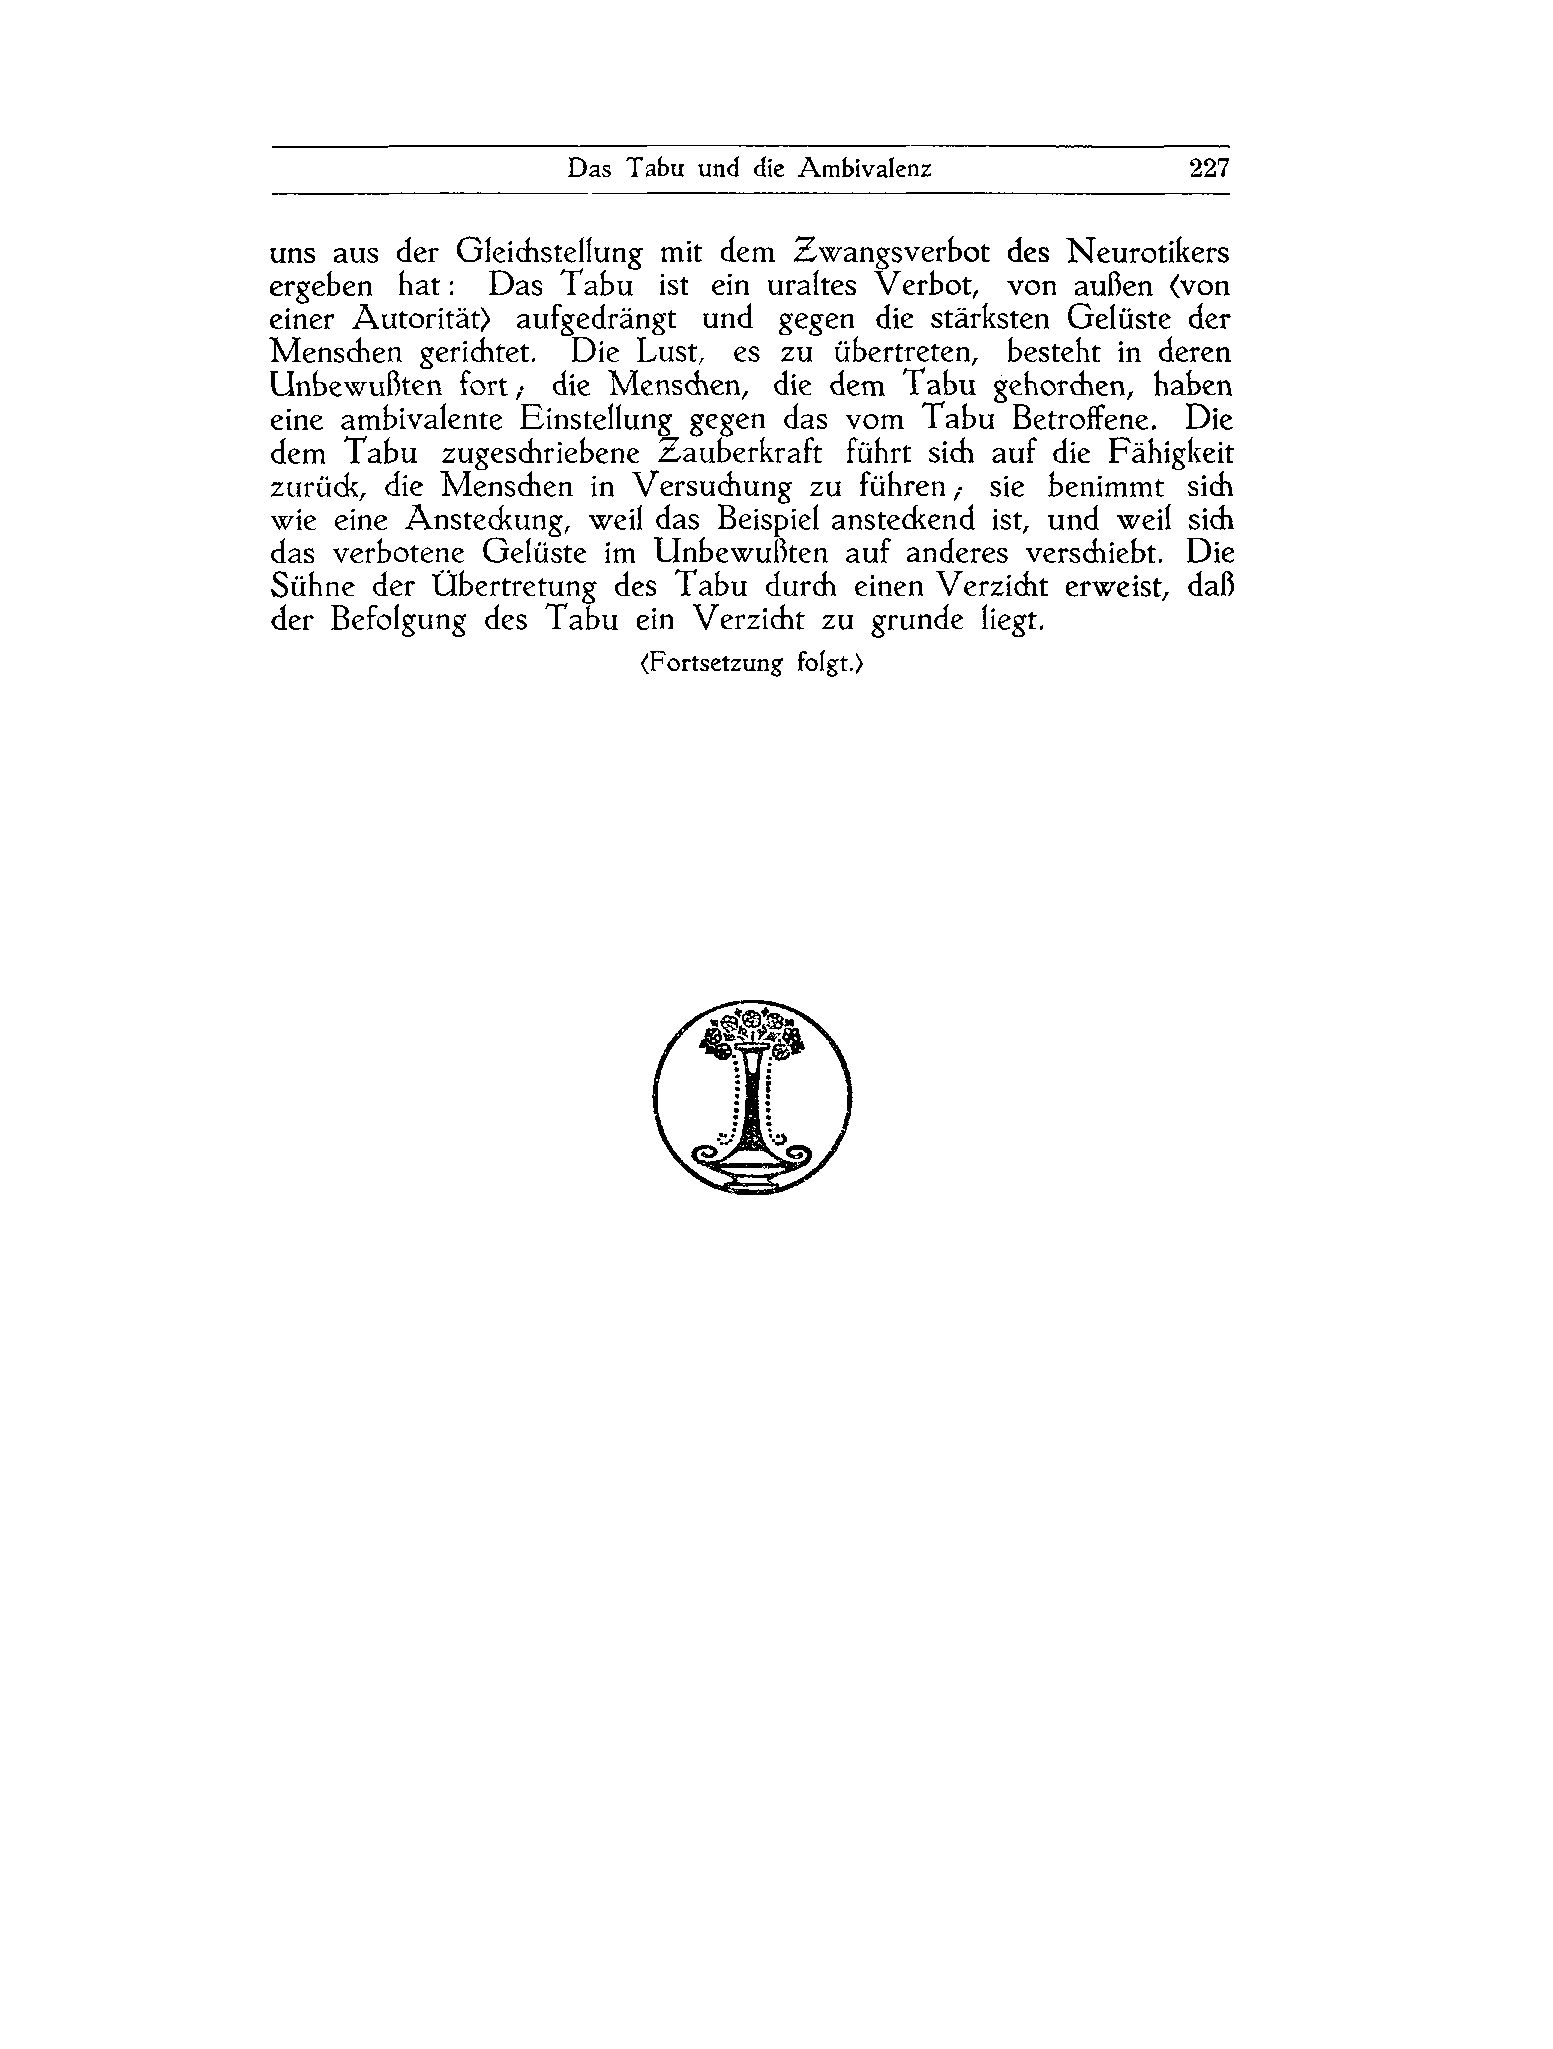 Das Tabu und die Ambivalenz 227
uns aus der Gleichstellung mit dem Zwangsverbot des Neurotikers
ergeben hat: Das Tabu ist ein uraltes Verbot, von außen (von
einer Autorität) aufgedrängt und gegen die stärksten Gelüste der
Menschen gerichtet. Die Lust, es zu übertreten, besteht in deren
Unbewußten fort; die Menschen, die dem Tabu gehorchen, haben
eine ambivalente Einstellung gegen das vom Tabu Betroffene. Die
dem Tabu zugeschriebene Zauberkraft führt sich auf die Fähigkeit
zurück, die Menschen in Versuchung zu führen; sie benimmt sich
wie eine Ansteckung, weil das Beispiel ansteckend ist, und weil sich
das verbotene Gelüste im Unbewußten auf anderes verschiebt. Die
Sühne der Übertretung des Tabu durch einen Verzicht erweist, daß
der Befolgung des Tabu ein Verzicht zu grunde liegt.
(Fortsetzung folgt.)